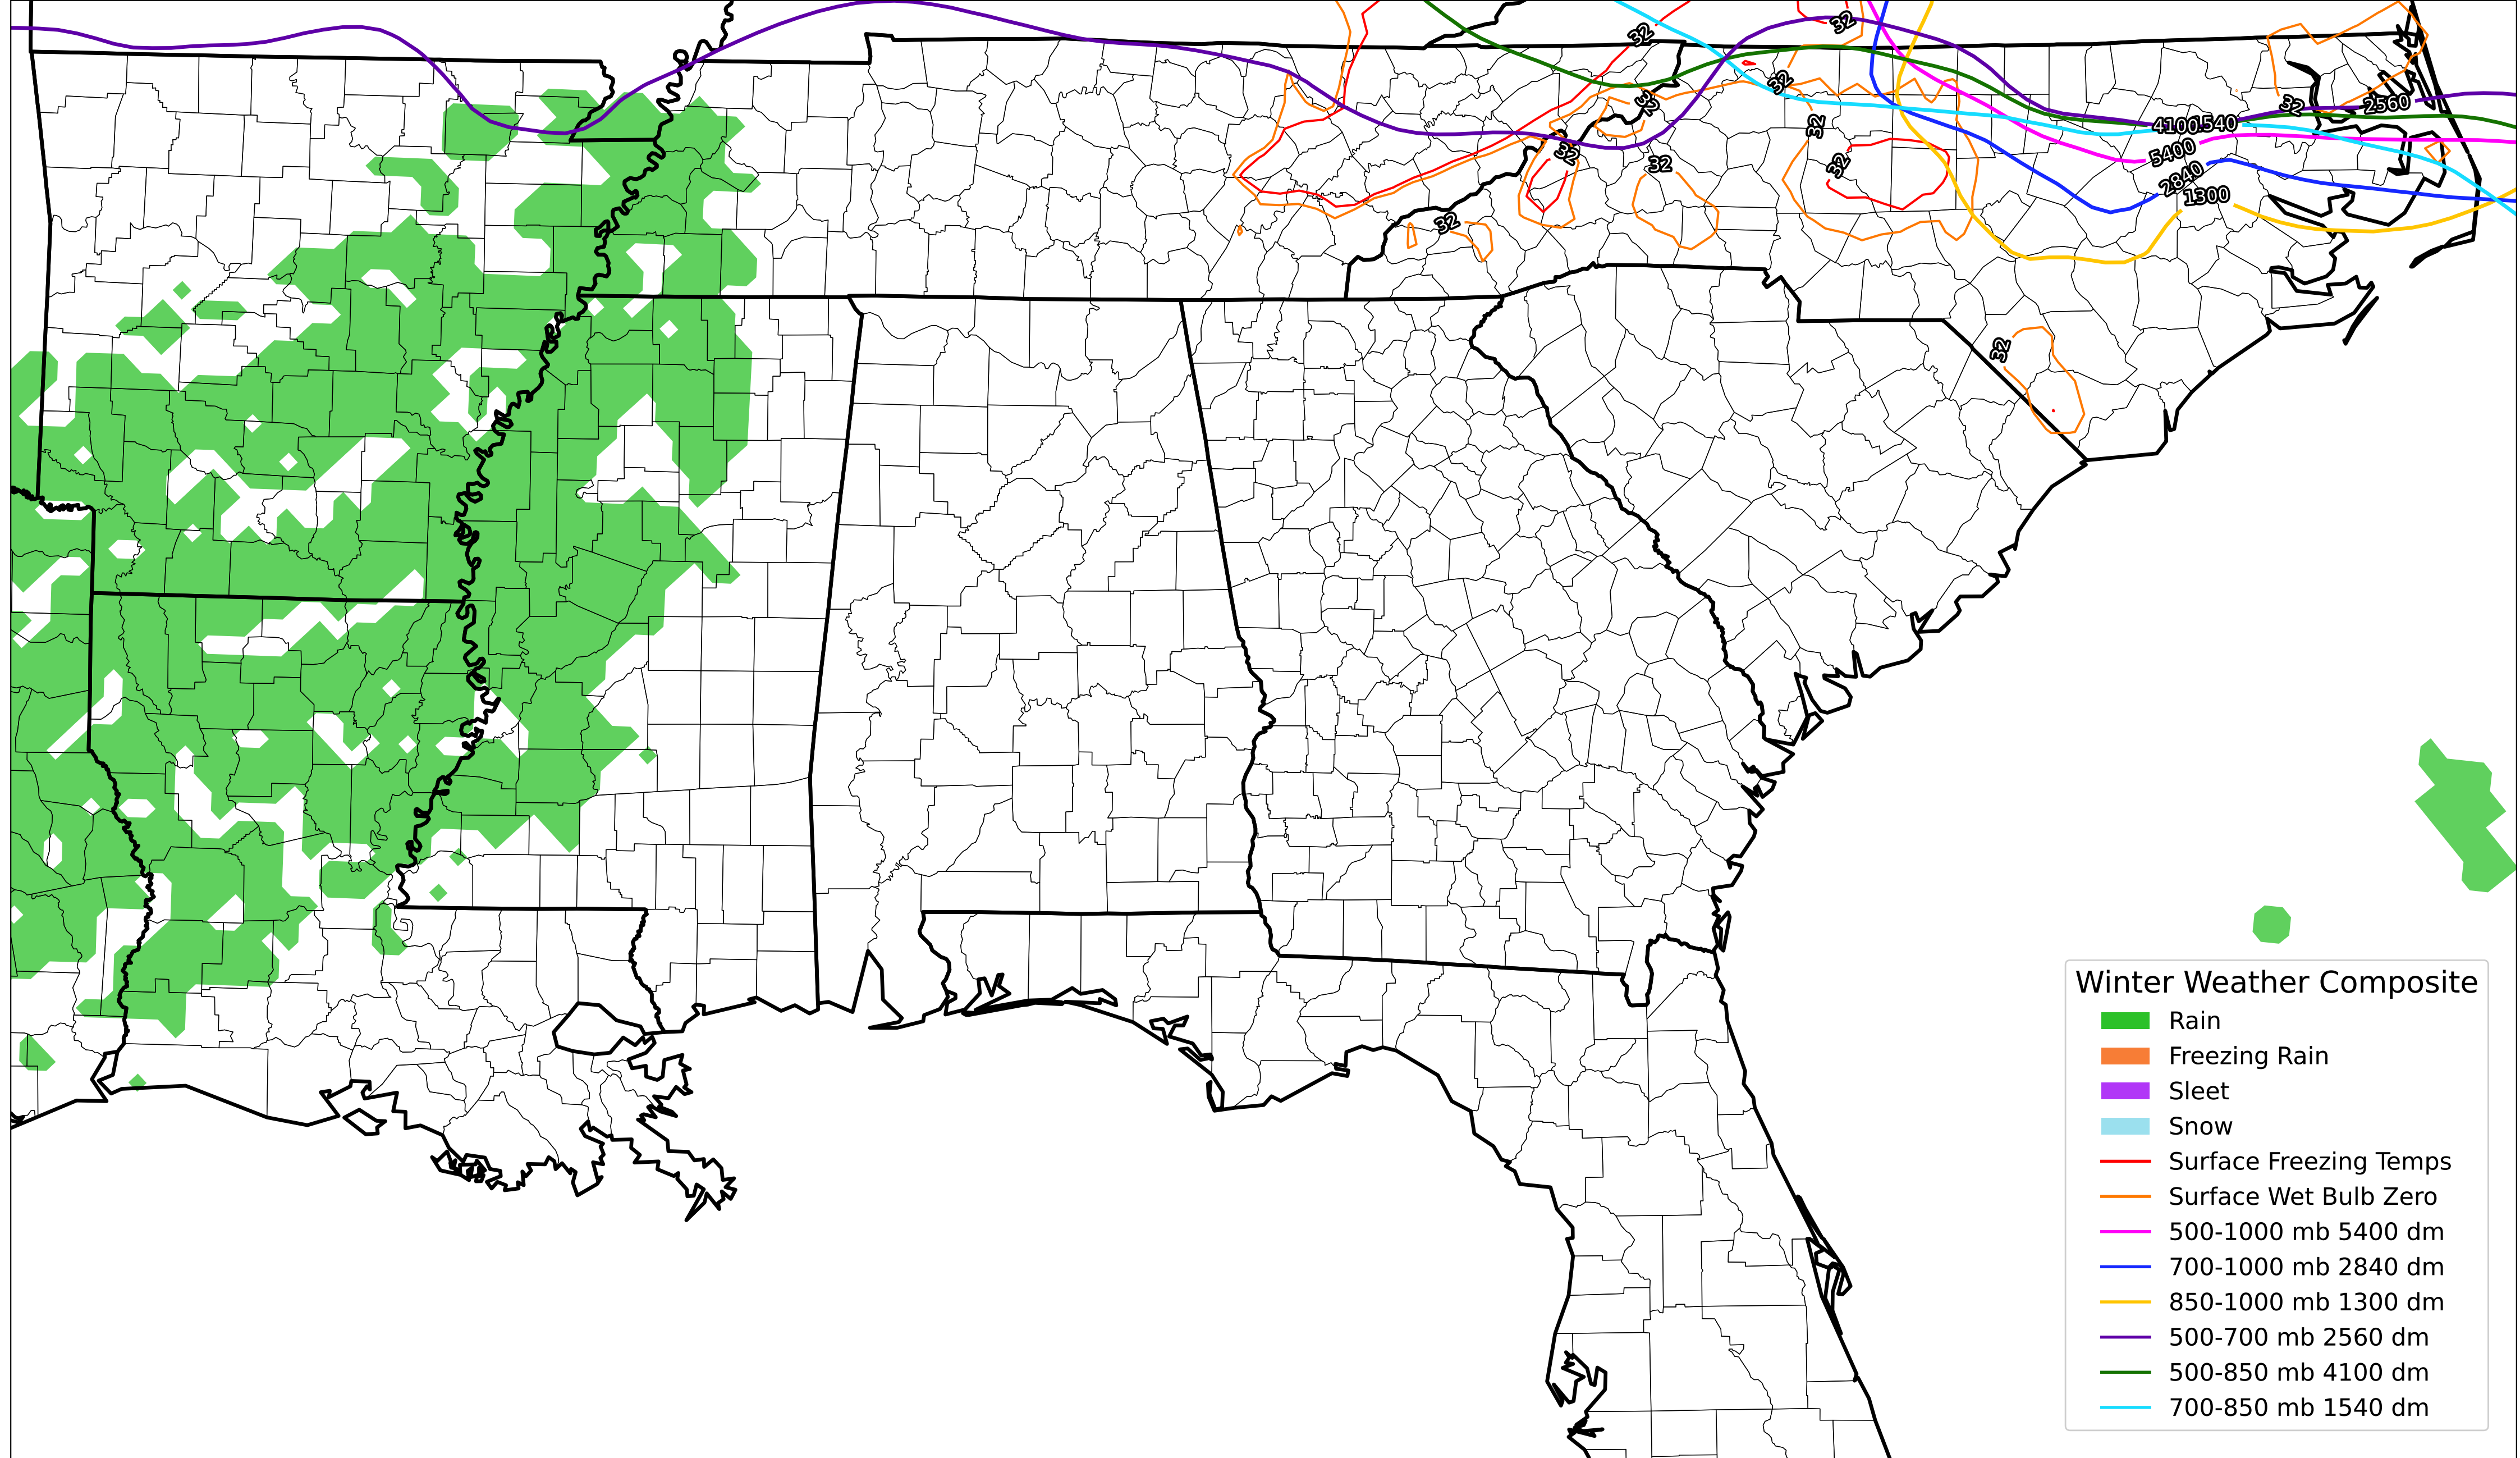 32
32
32
32
32
32
2560
4100
1540
32
32
32
32
5400
2840
1300
32
32
Winter Weather Composite
Rain
Freezing Rain
Sleet
Snow
Surface Freezing Temps
Surface Wet Bulb Zero
500-1000 mb 5400 dm
700-1000 mb 2840 dm
850-1000 mb 1300 dm
500-700 mb 2560 dm
500-850 mb 4100 dm
700-850 mb 1540 dm